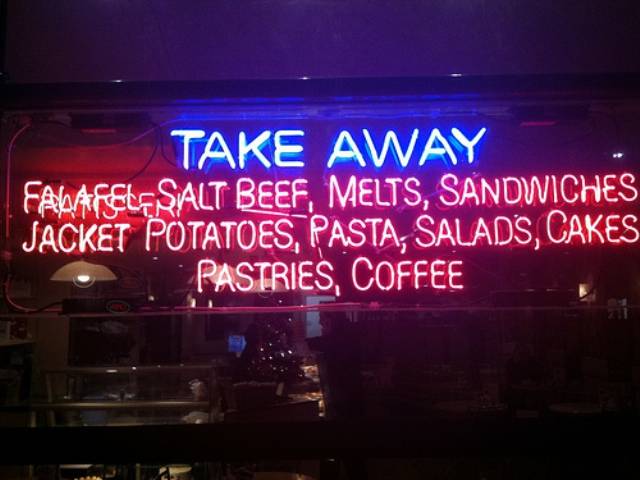 TAKE AWAY
FALAFEL, SALT BEEF, MELTS, SANDWICHES
JACKET POTATOES, PASTA, SALADS, CAKES
PASTRIES, COFFEE